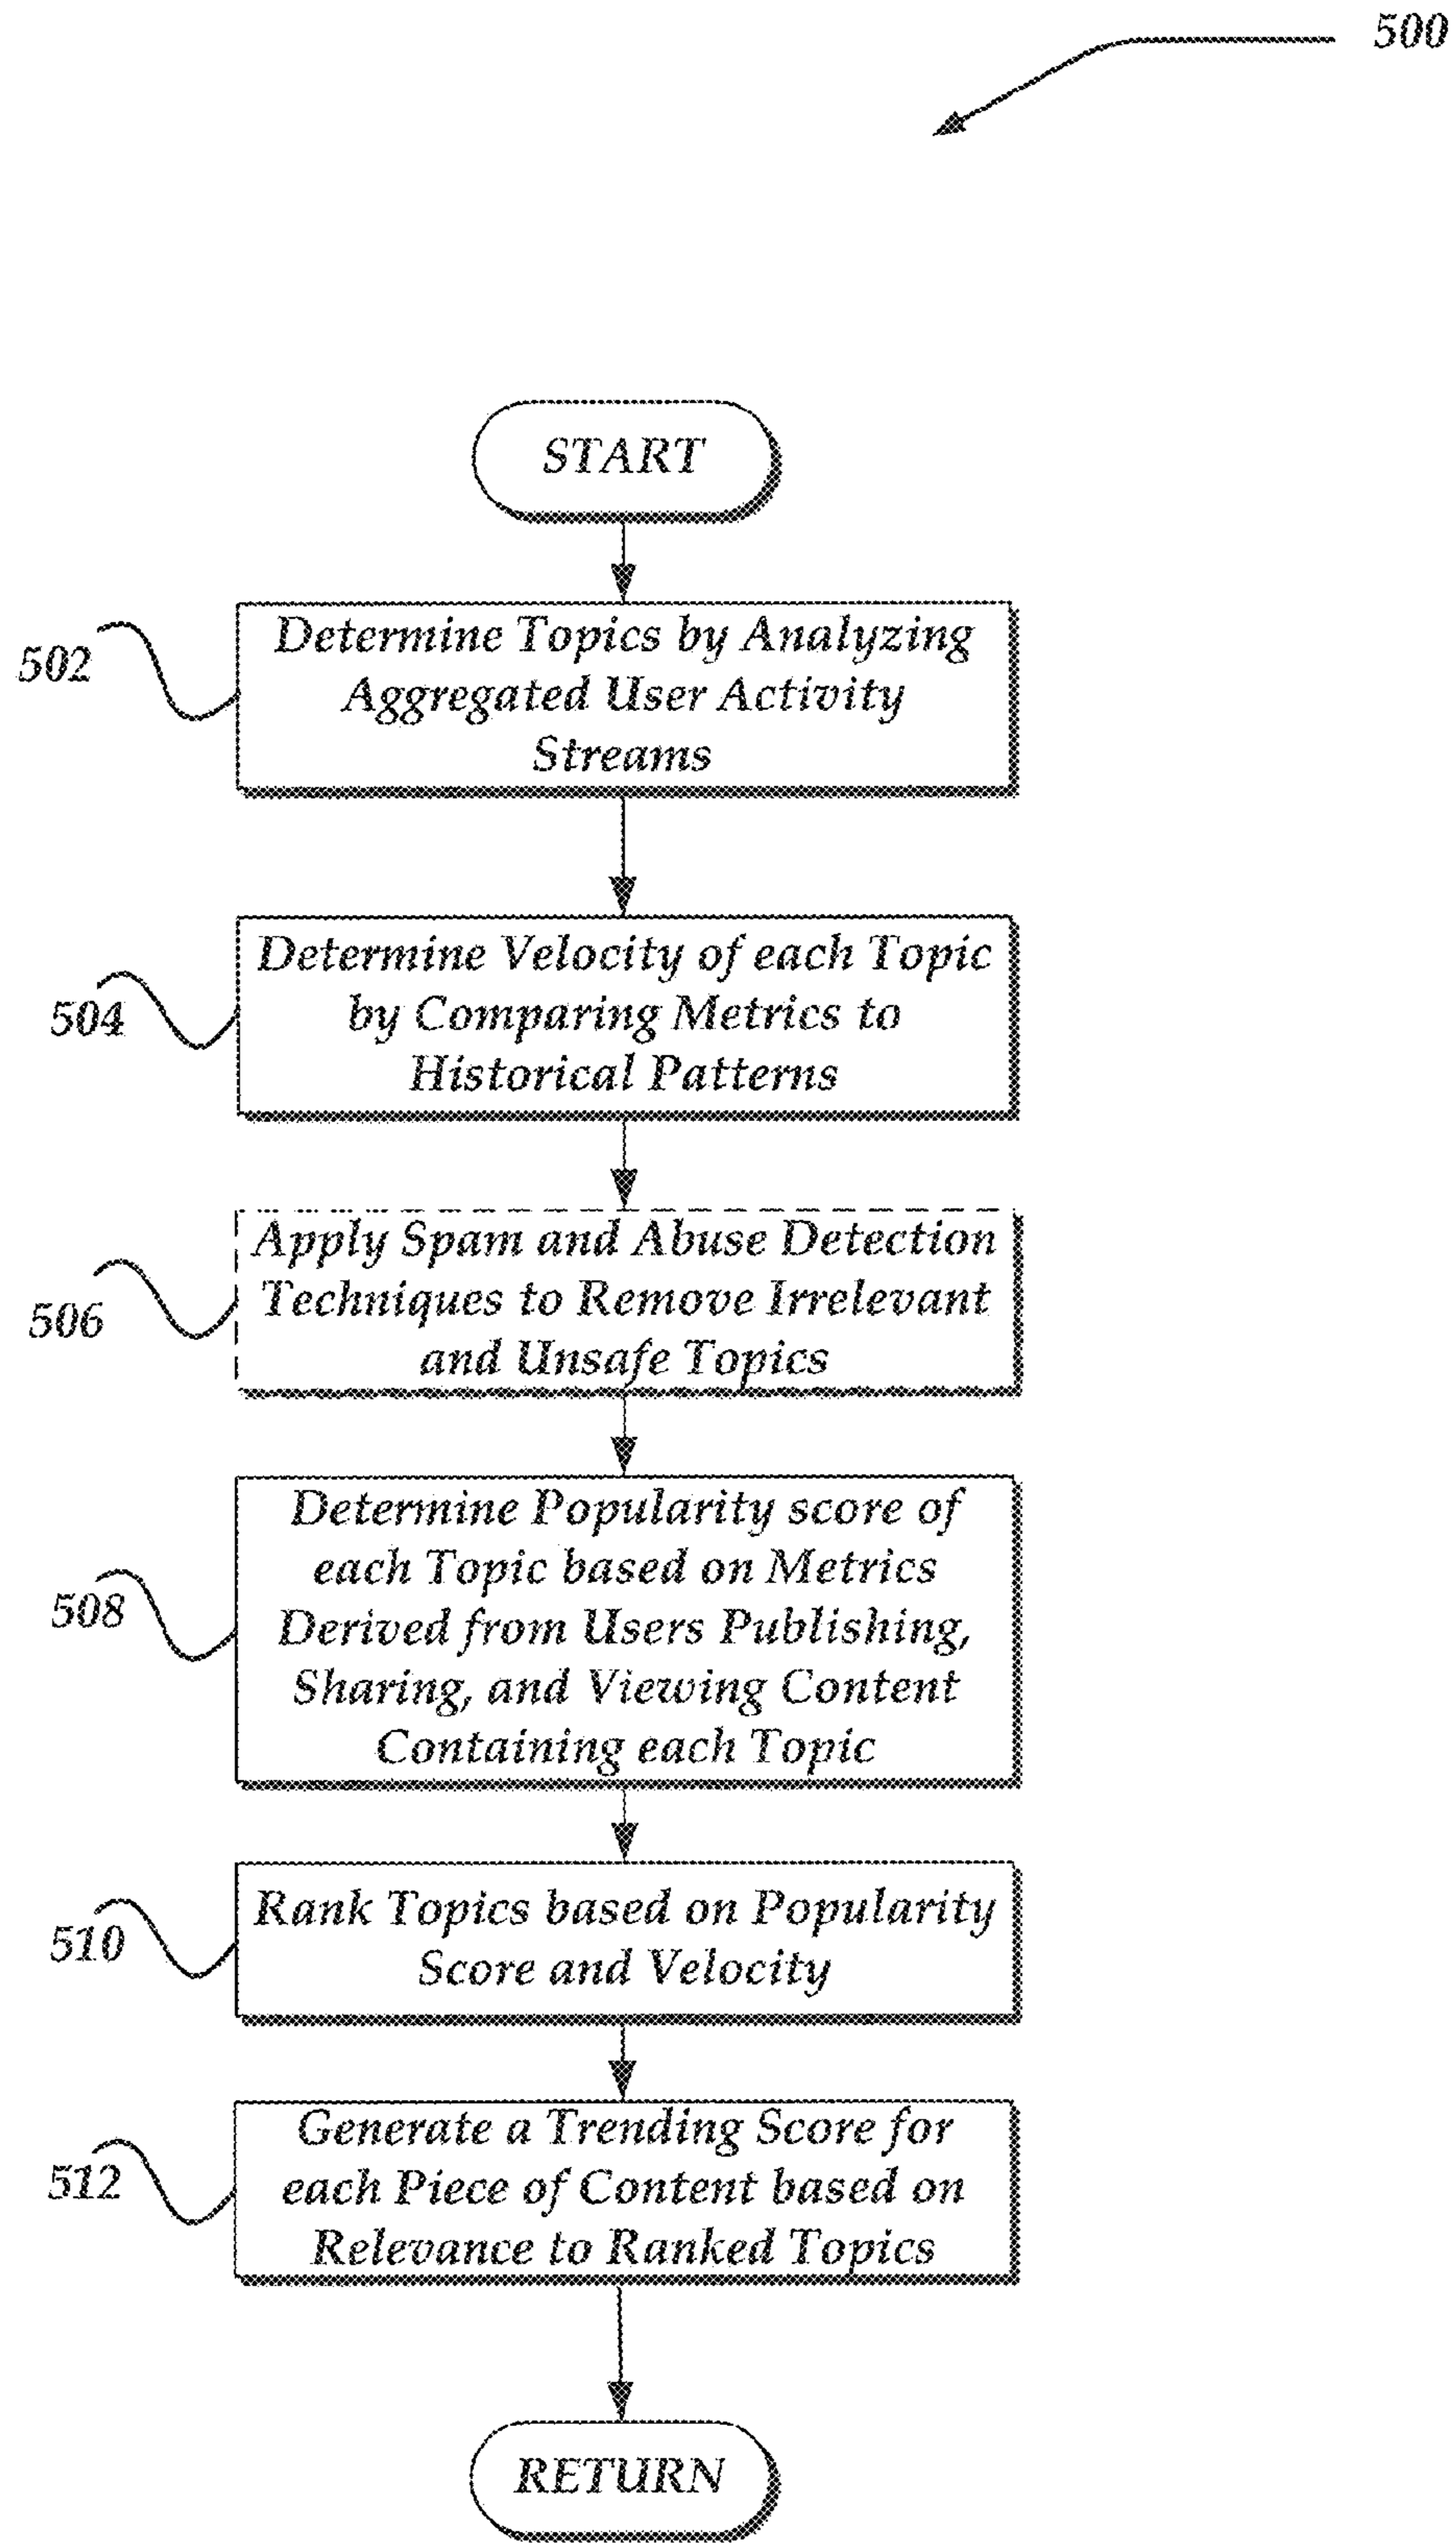 500
START
502
Determine Topics by Analyzing
Aggregated User Activity
Streams
504
Determine Velocity of each Topic
by Comparing Metrics to
Historical Patterns
506
Apply Spam and Abuse Detection
Techniques to Remove Irrelevant
and Unsafe Topics
508
Determine Popularity score of
each Topic based on Metrics
Derived from Users Publishing,
Sharing, and Viewing Content
Containing each Topic
510
Rank Topics based on Popularity
Score and Velocity
512
Generate a Trending Score for
each Piece of Content based on
Relevance to Ranked Topics
RETURN